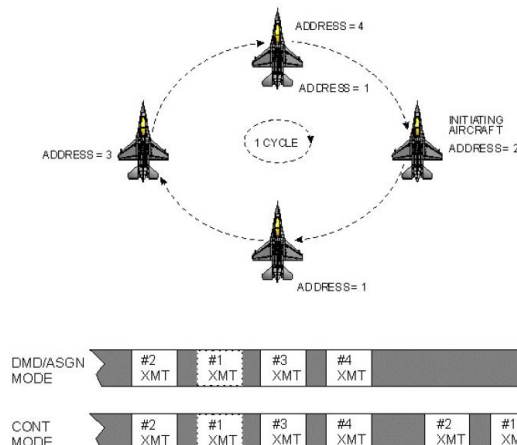 ADDRESS = 4
ADDRESS = 1
INITIATING
AIRCRAFT
ADDRESS = 2
ADDRESS = 3
1 CYCLE
ADDRESS = 1
DMD/ASGN
MODE
#2 #1 #3 #4
XMT XMT XMT XMT
CONT
MODE
#2 #1 #3 #4 #2 #1
XMT XMT XMT XMT XMT XMT